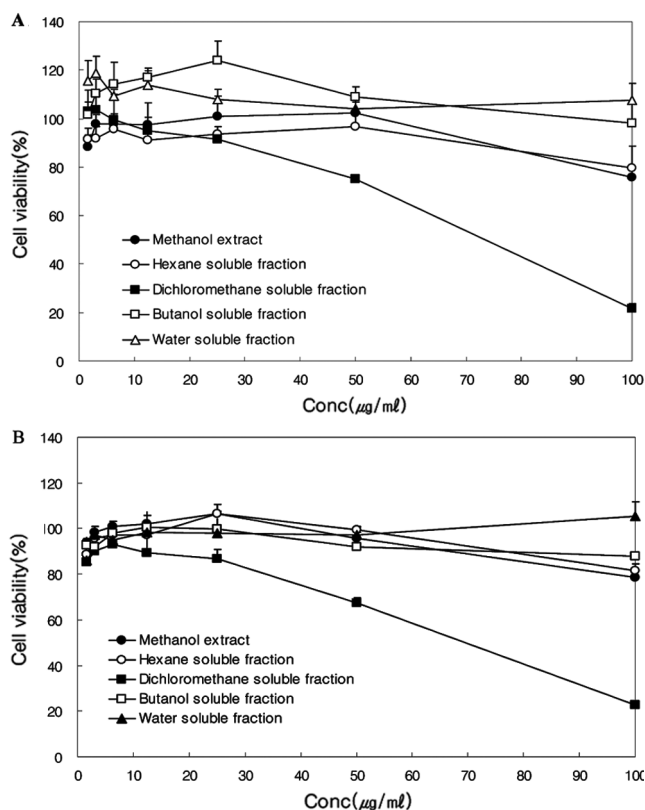 A
140
120
100
80
60
40
20
0
Cell viability(%)
Methanol extract
Hexane soluble fraction
Dichloromethane soluble fraction
Butanol soluble fraction
Water soluble fraction
0 10 20 30 40 50 60 70 80 90 100
Conc(μg/mℓ)
B
140
120
100
80
60
40
20
0
Cell viability(%)
Methanol extract
Hexane soluble fraction
Dichloromethane soluble fraction
Butanol soluble fraction
Water soluble fraction
0 10 20 30 40 50 60 70 80 90 100
Conc(μg/mℓ)